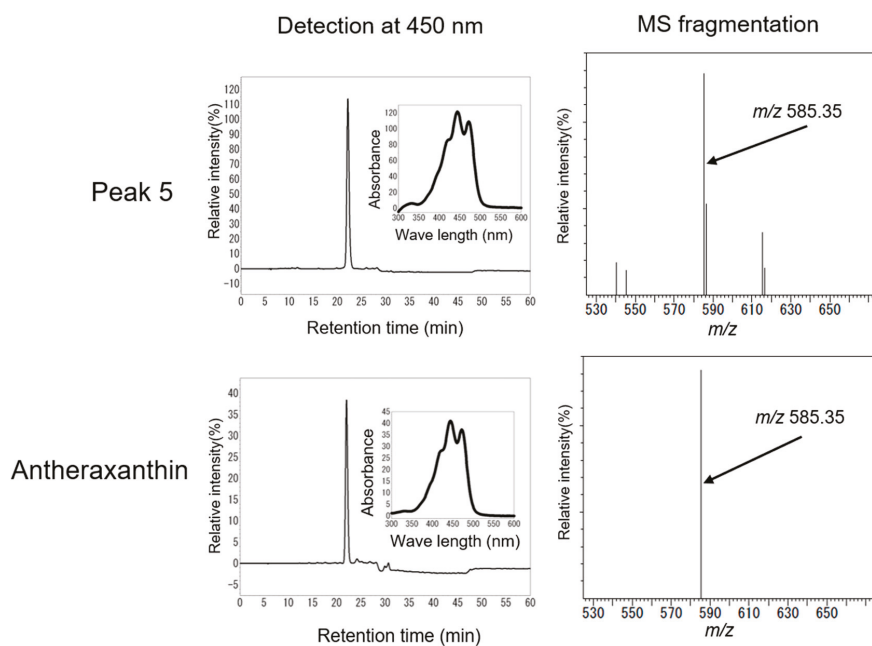 Detection at 450 nm
MS fragmentation
Peak 5
Relative intensity(%)
120
110
100
90
80
70
60
50
40
30
20
10
0
-10
0 5 10 15 20 25 30 35 40 45 50 55 60
Retention time (min)
Absorbance
120
100
80
60
40
20
0
300 350 400 450 500 550 600
Wave length (nm)
Relative intensity(%)
m/z 585.35
530 550 570 590 610 630 650
m/z
Antheraxanthin
Relative intensity(%)
40
35
30
25
20
15
10
5
0
-5
0 5 10 15 20 25 30 35 40 45 50 55 60
Retention time (min)
Absorbance
45
40
35
30
25
20
15
10
5
0
300 350 400 450 500 550 600
Wave length (nm)
Relative intensity(%)
m/z 585.35
530 550 570 590 610 630 650
m/z